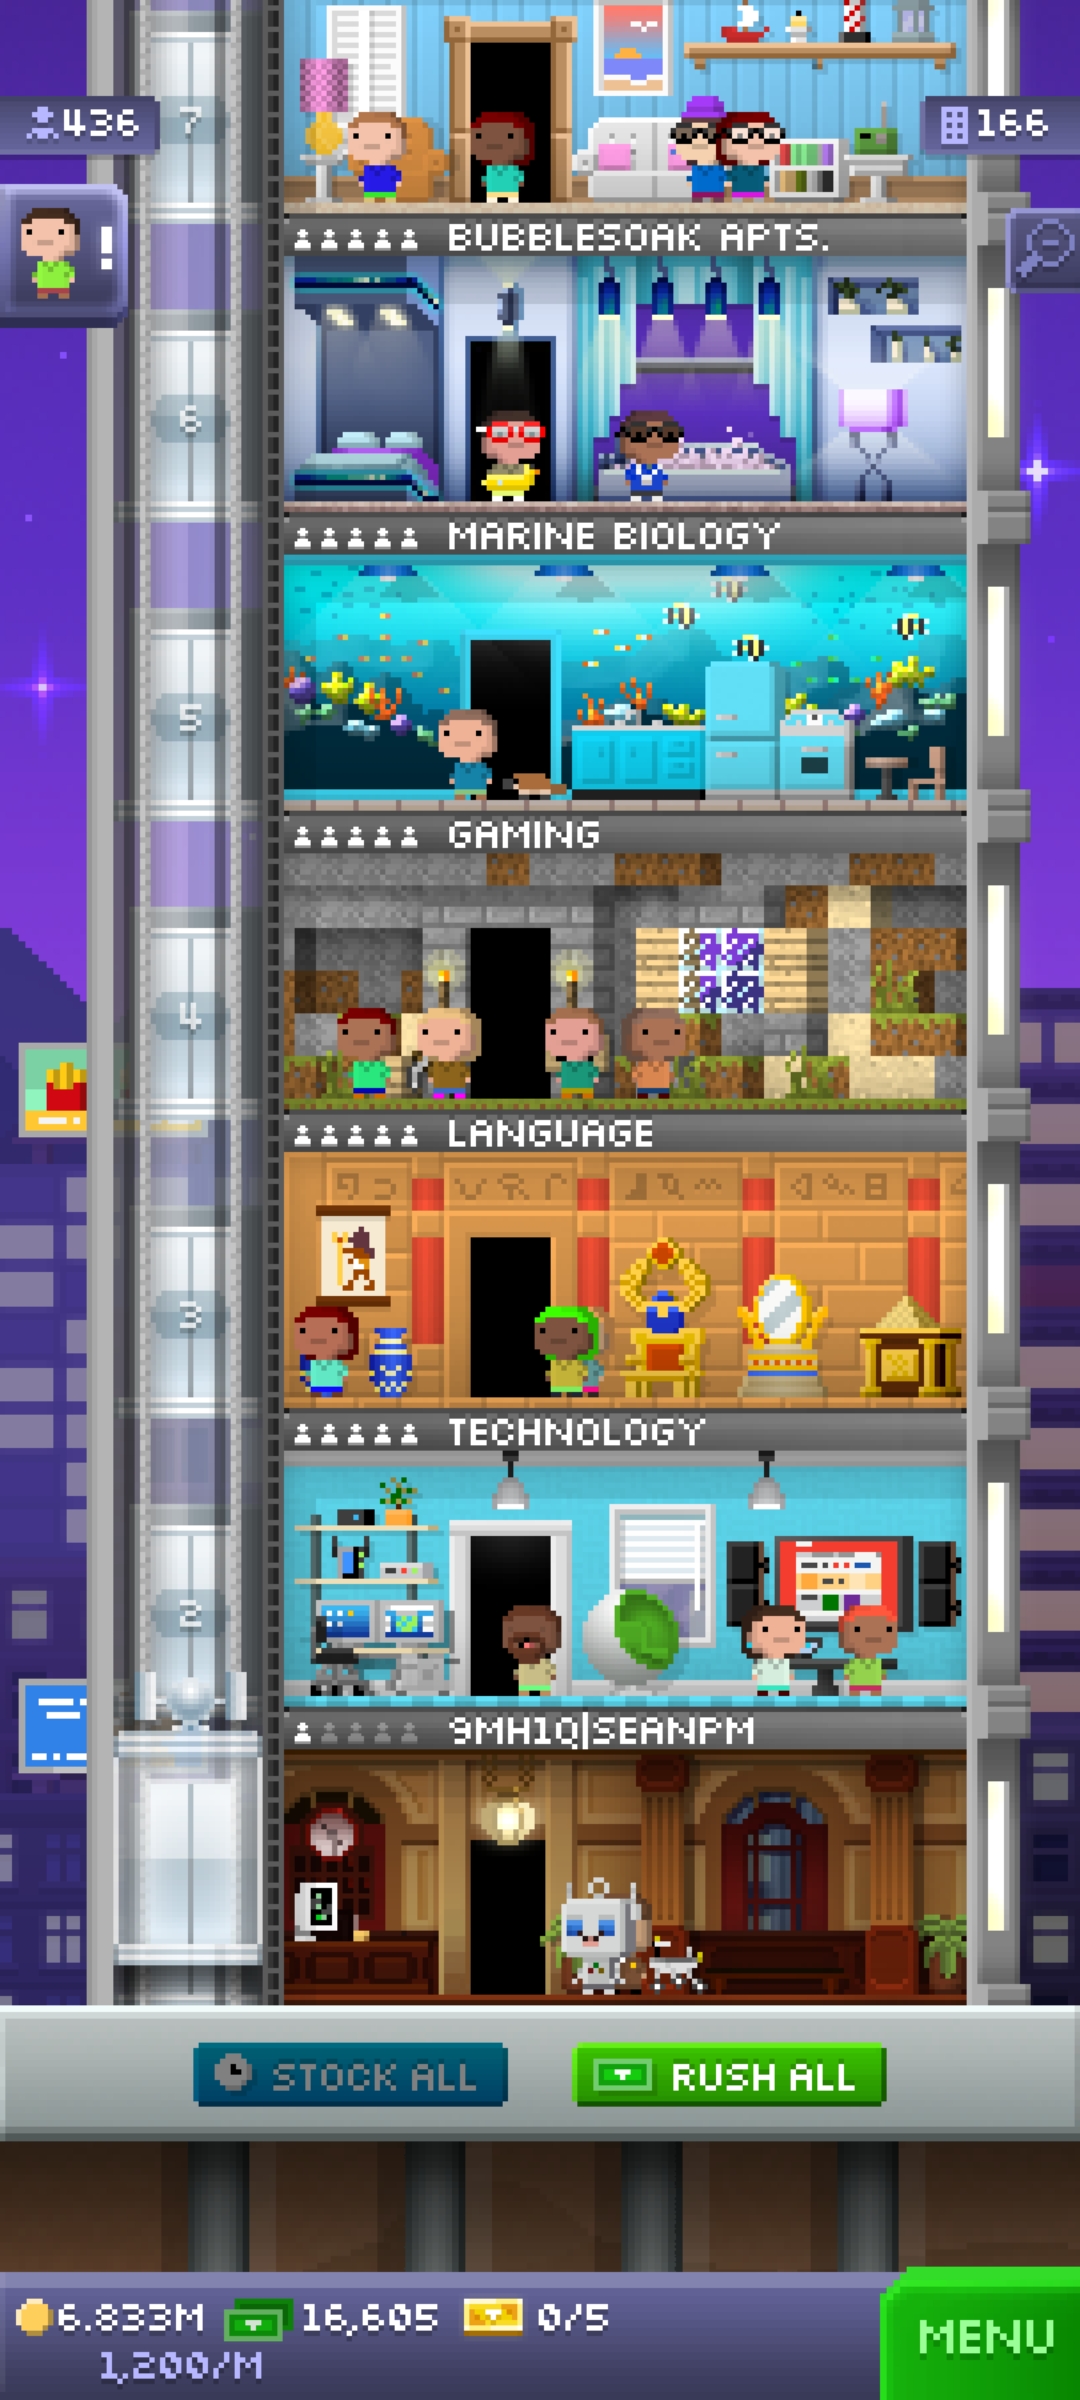 436
7
166
!
BUBBLESOAK APTS.
6
MARINE BIOLOGY
5
GAMING
4
LANGUAGE
3
TECHNOLOGY
2
9MH1Q|SEANPM
STOCK ALL
RUSH ALL
6.833M
16,605
0/5
1,200/M
MENU